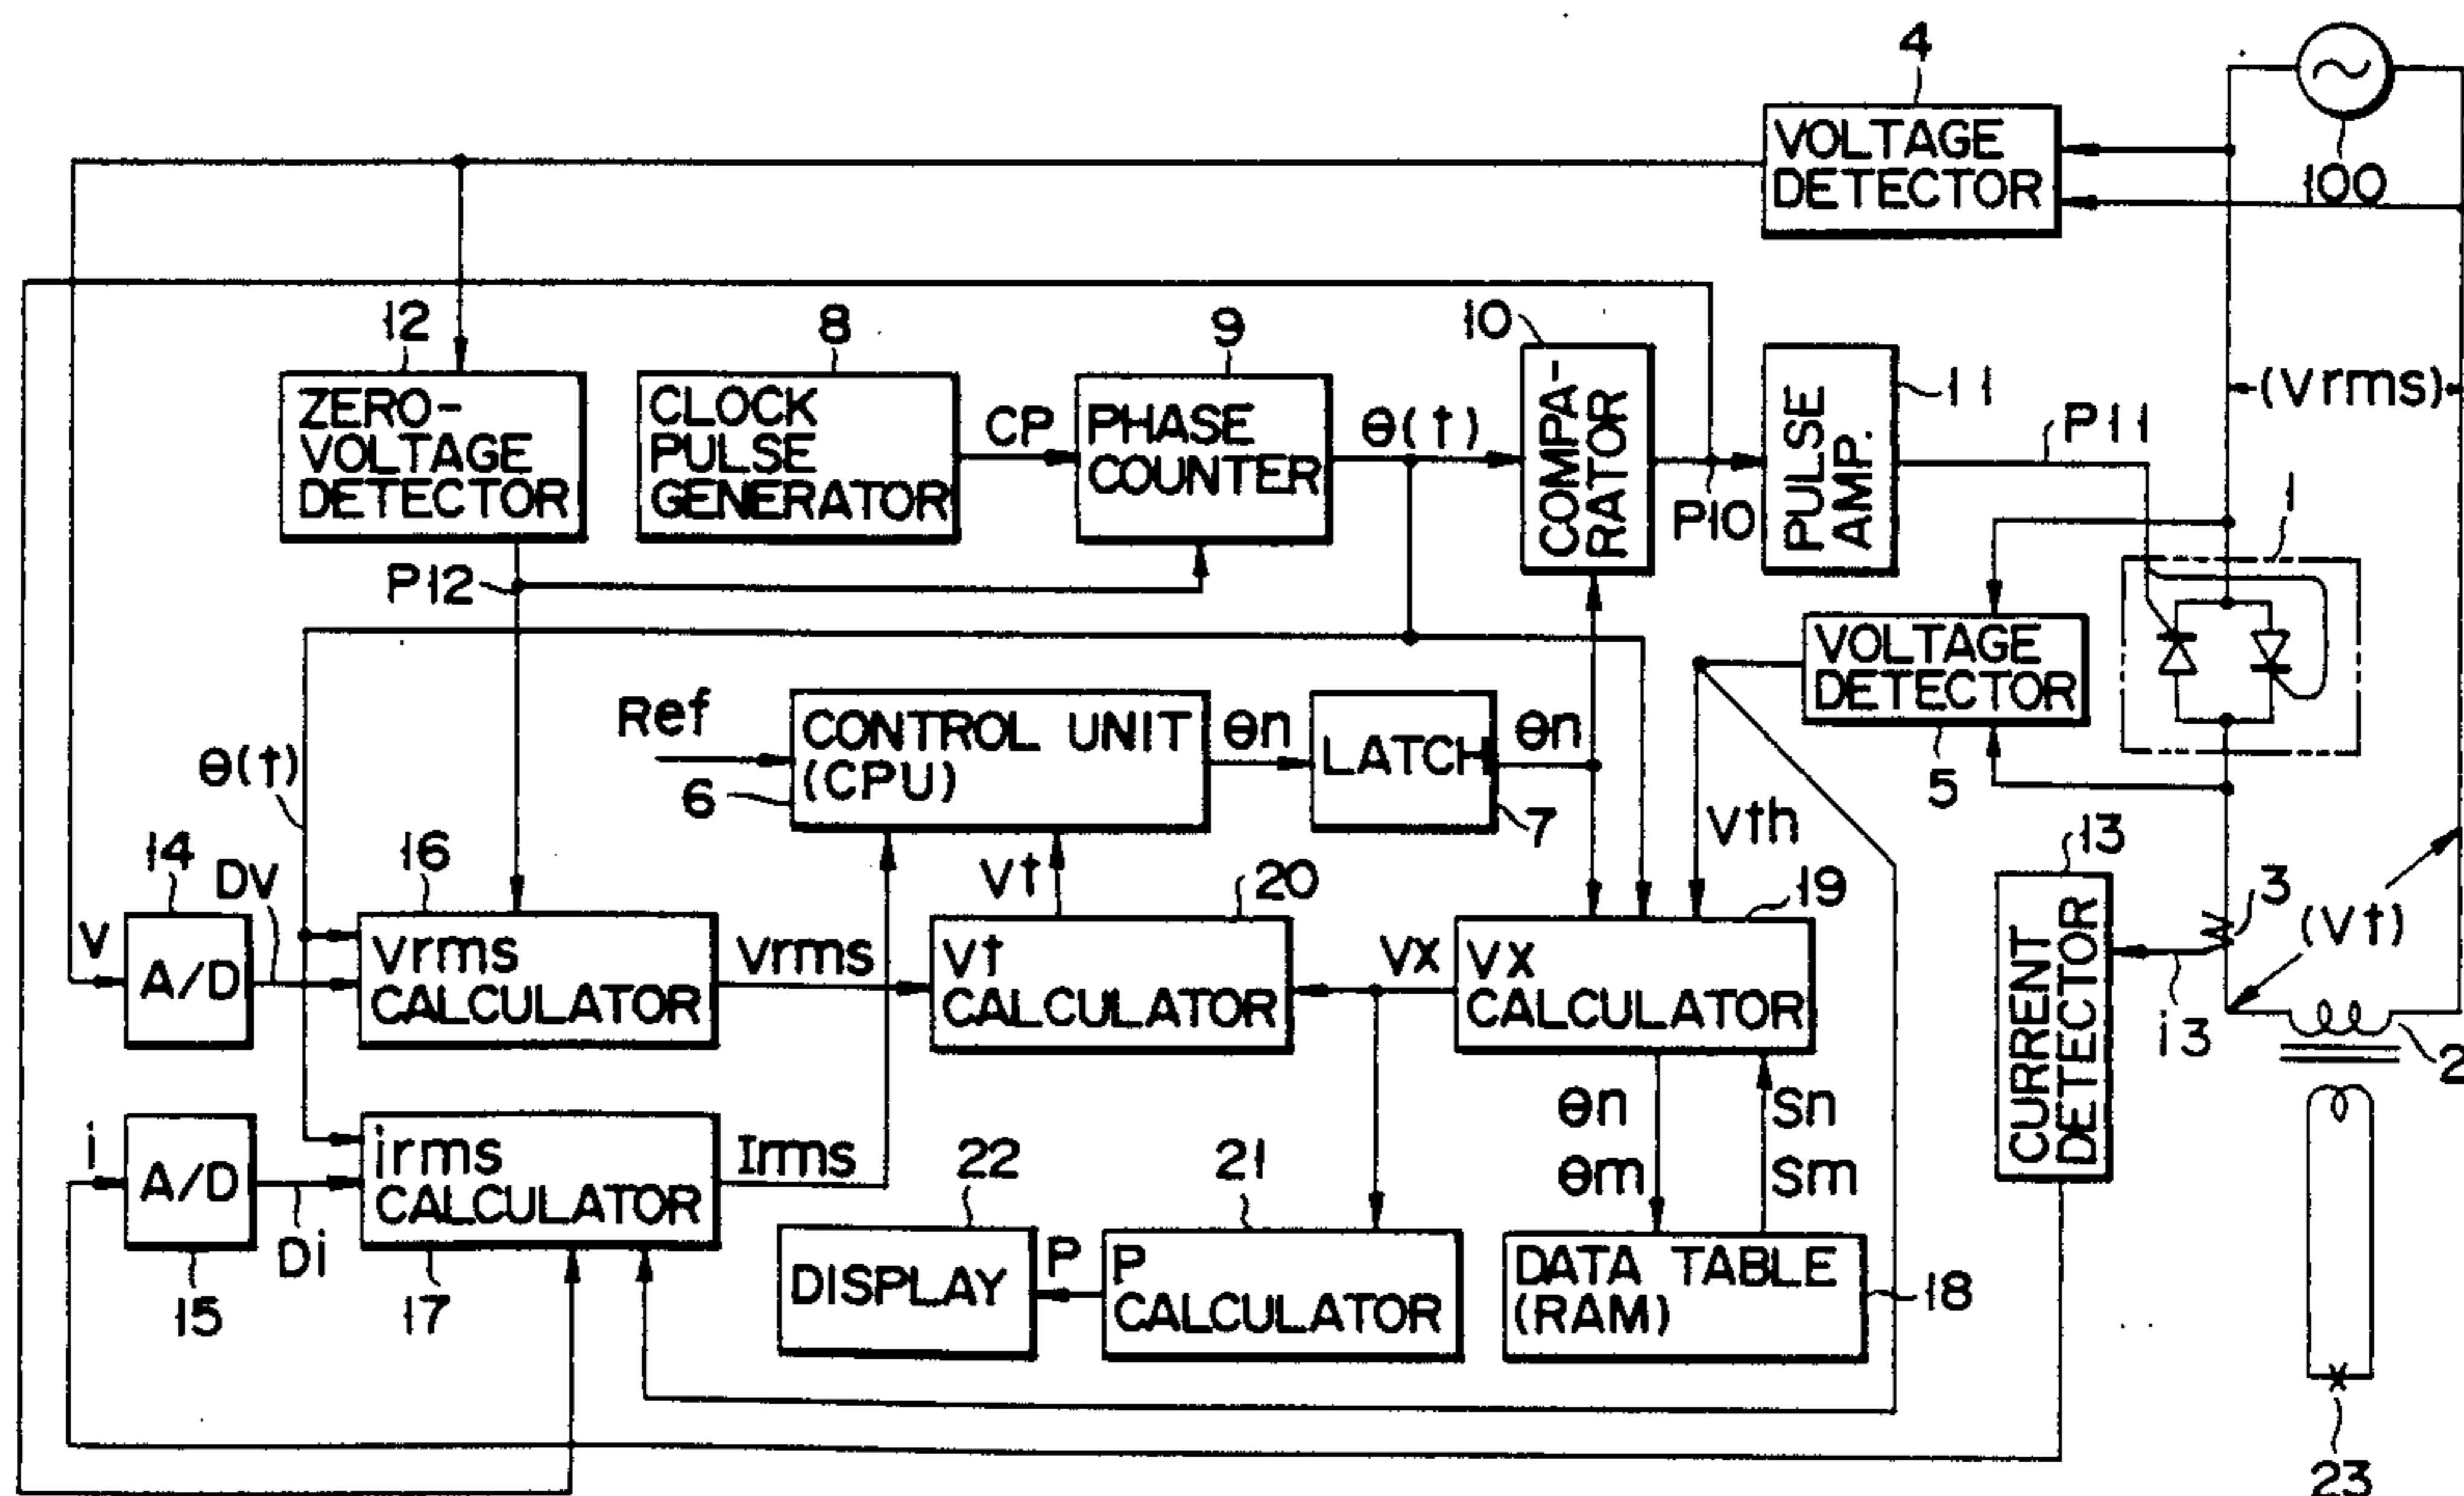 4
VOLTAGE
DETECTOR
100
12
8
9
10
11
(Vrms)
ZERO-
VOLTAGE
DETECTOR
CLOCK
PULSE
GENERATOR
CP
PHASE
COUNTER
θ(t)
COMPA-
RATOR
P10
PULSE
AMP.
P11
1
P12
VOLTAGE
DETECTOR
5
Ref
6
CONTROL UNIT
(CPU)
θn
LATCH
θn
7
θ(t)
Vth
13
14
Dv
16
Vt
20
19
3
(Vt)
V
A/D
Vrms
CALCULATOR
Vrms
Vt
CALCULATOR
Vx
Vx
CALCULATOR
CURRENT
DETECTOR
i3
2
i
A/D
Di
15
irms
CALCULATOR
17
Irms
22
21
θn
θm
Sn
Sm
DISPLAY
P
P
CALCULATOR
DATA TABLE
(RAM)
18
23